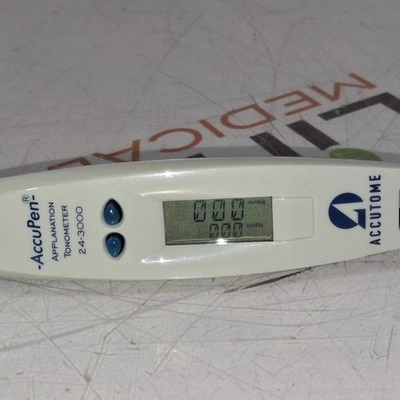 -AccuPen-®
APPLANATION
TONOMETER
24-3000
000
000
ACCUTOME
MEDICAL